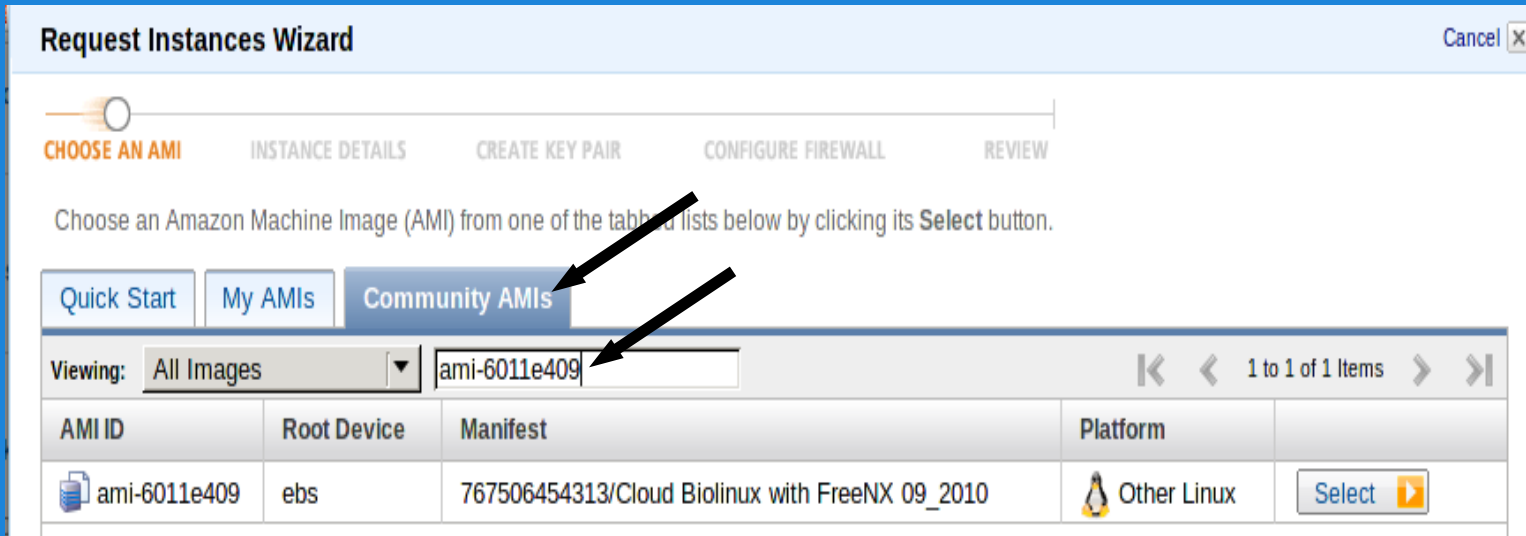 Request Instances Wizard Cancel
CHOOSE AN AMI INSTANCE DETAILS CREATE KEY PAIR CONFIGURE FIREWALL REVIEW
Choose an Amazon Machine Image (AMI) from one of the tabbed lists below by clicking its Select button.
Quick Start My AMIs Community AMIs
Viewing: All Images ami-6011e409 1 to 1 of 1 Items
AMI ID Root Device Manifest Platform
ami-6011e409 ebs 767506454313/Cloud Biolinux with FreeNX 09_2010 Other Linux Select